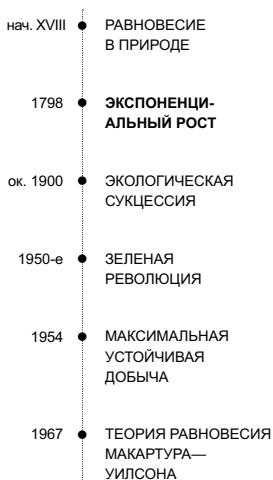 нач. XVIII РАВНОВЕСИЕ
В ПРИРОДЕ
1798 ЭКСПОНЕНЦИ-
АЛЬНЫЙ РОСТ
ок. 1900 ЭКОЛОГИЧЕСКАЯ
СУКЦЕССИЯ
1950-е ЗЕЛЕНАЯ
РЕВОЛЮЦИЯ
1954 МАКСИМАЛЬНАЯ
УСТОЙЧИВАЯ
ДОБЫЧА
1967 ТЕОРИЯ РАВНОВЕСИЯ
МАКАРТУРА—
УИЛСОНА